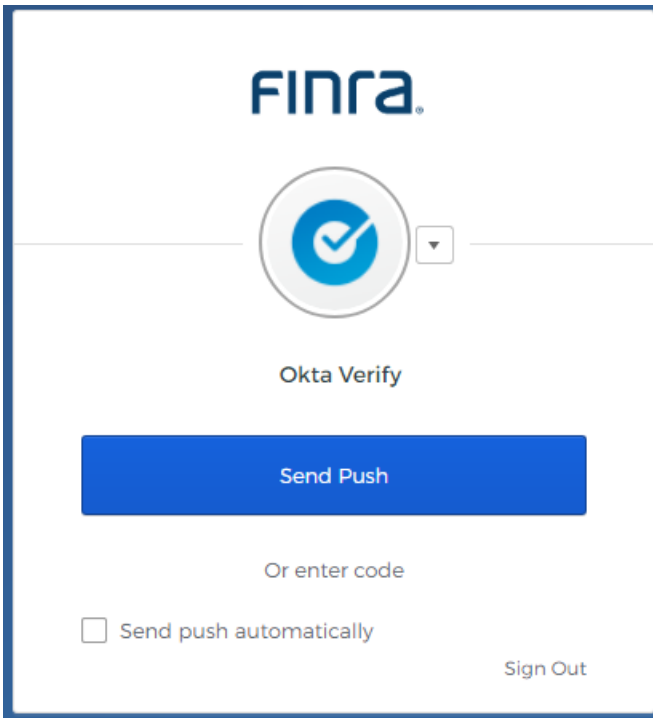 Finra®
Okta Verify
Send Push
Or enter code
Send push automatically
Sign Out